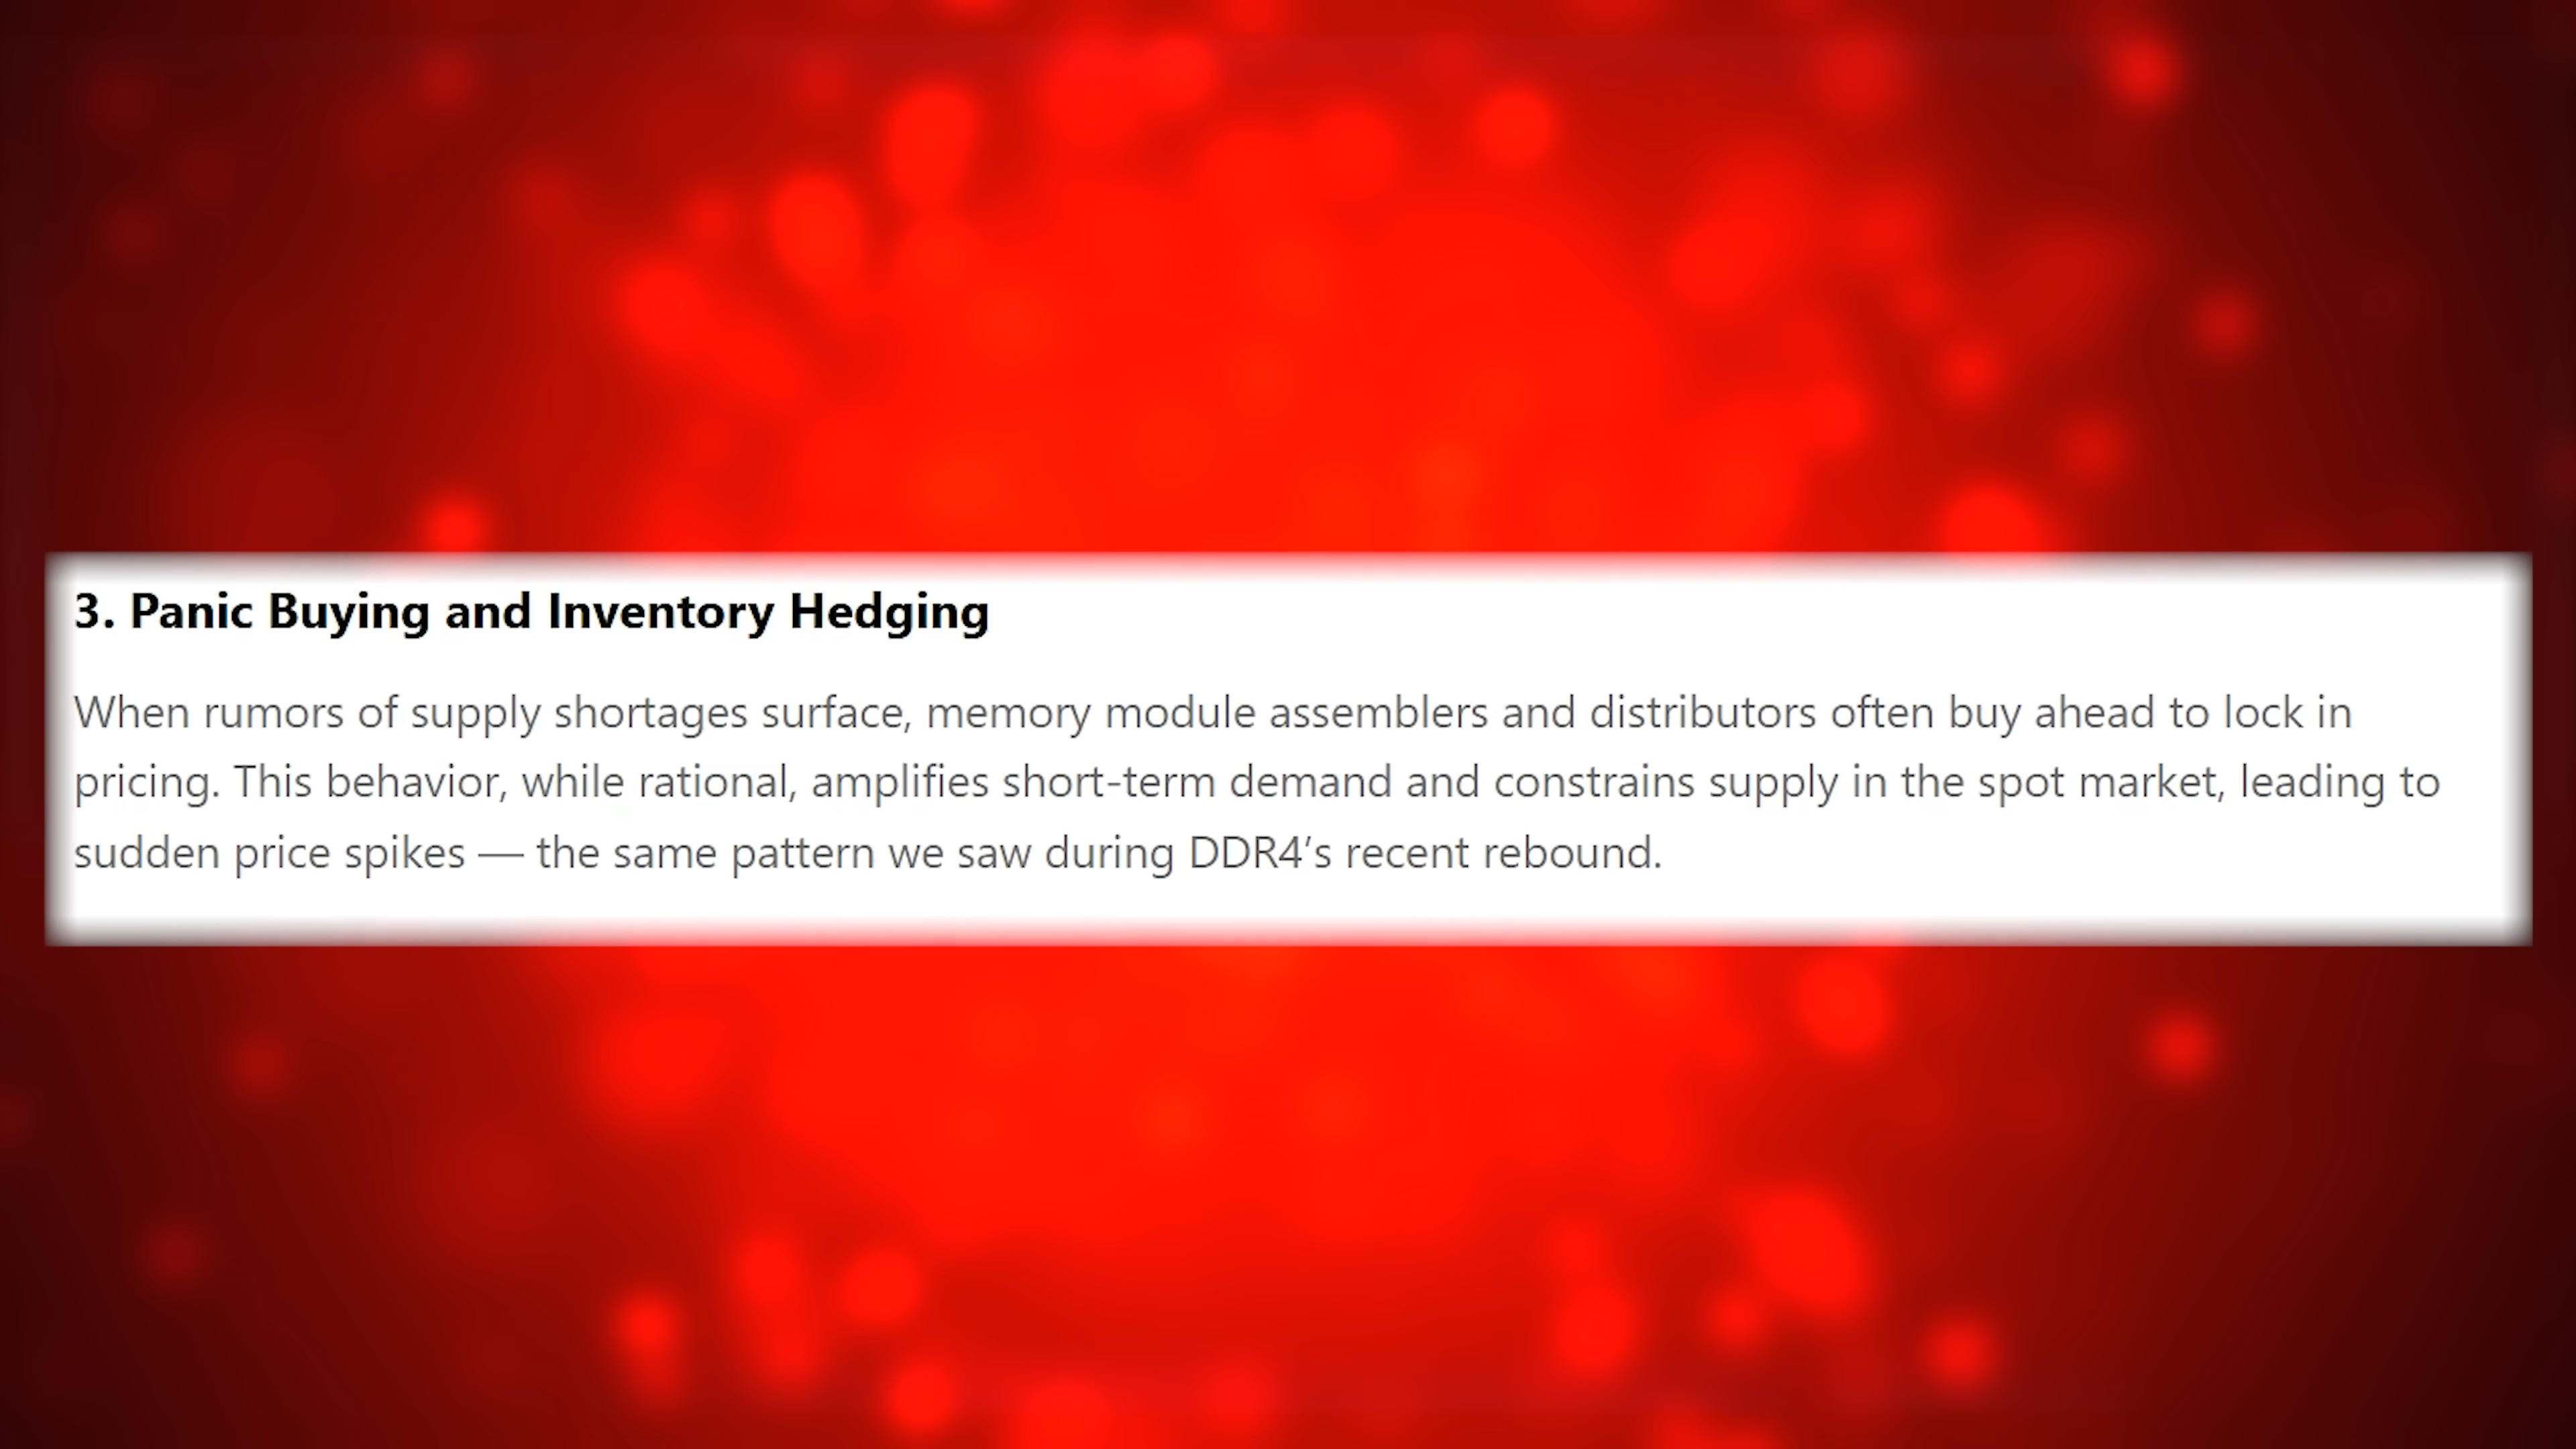 3. Panic Buying and Inventory Hedging
When rumors of supply shortages surface, memory module assemblers and distributors often buy ahead to lock in
pricing. This behavior, while rational, amplifies short-term demand and constrains supply in the spot market, leading to
sudden price spikes — the same pattern we saw during DDR4’s recent rebound.